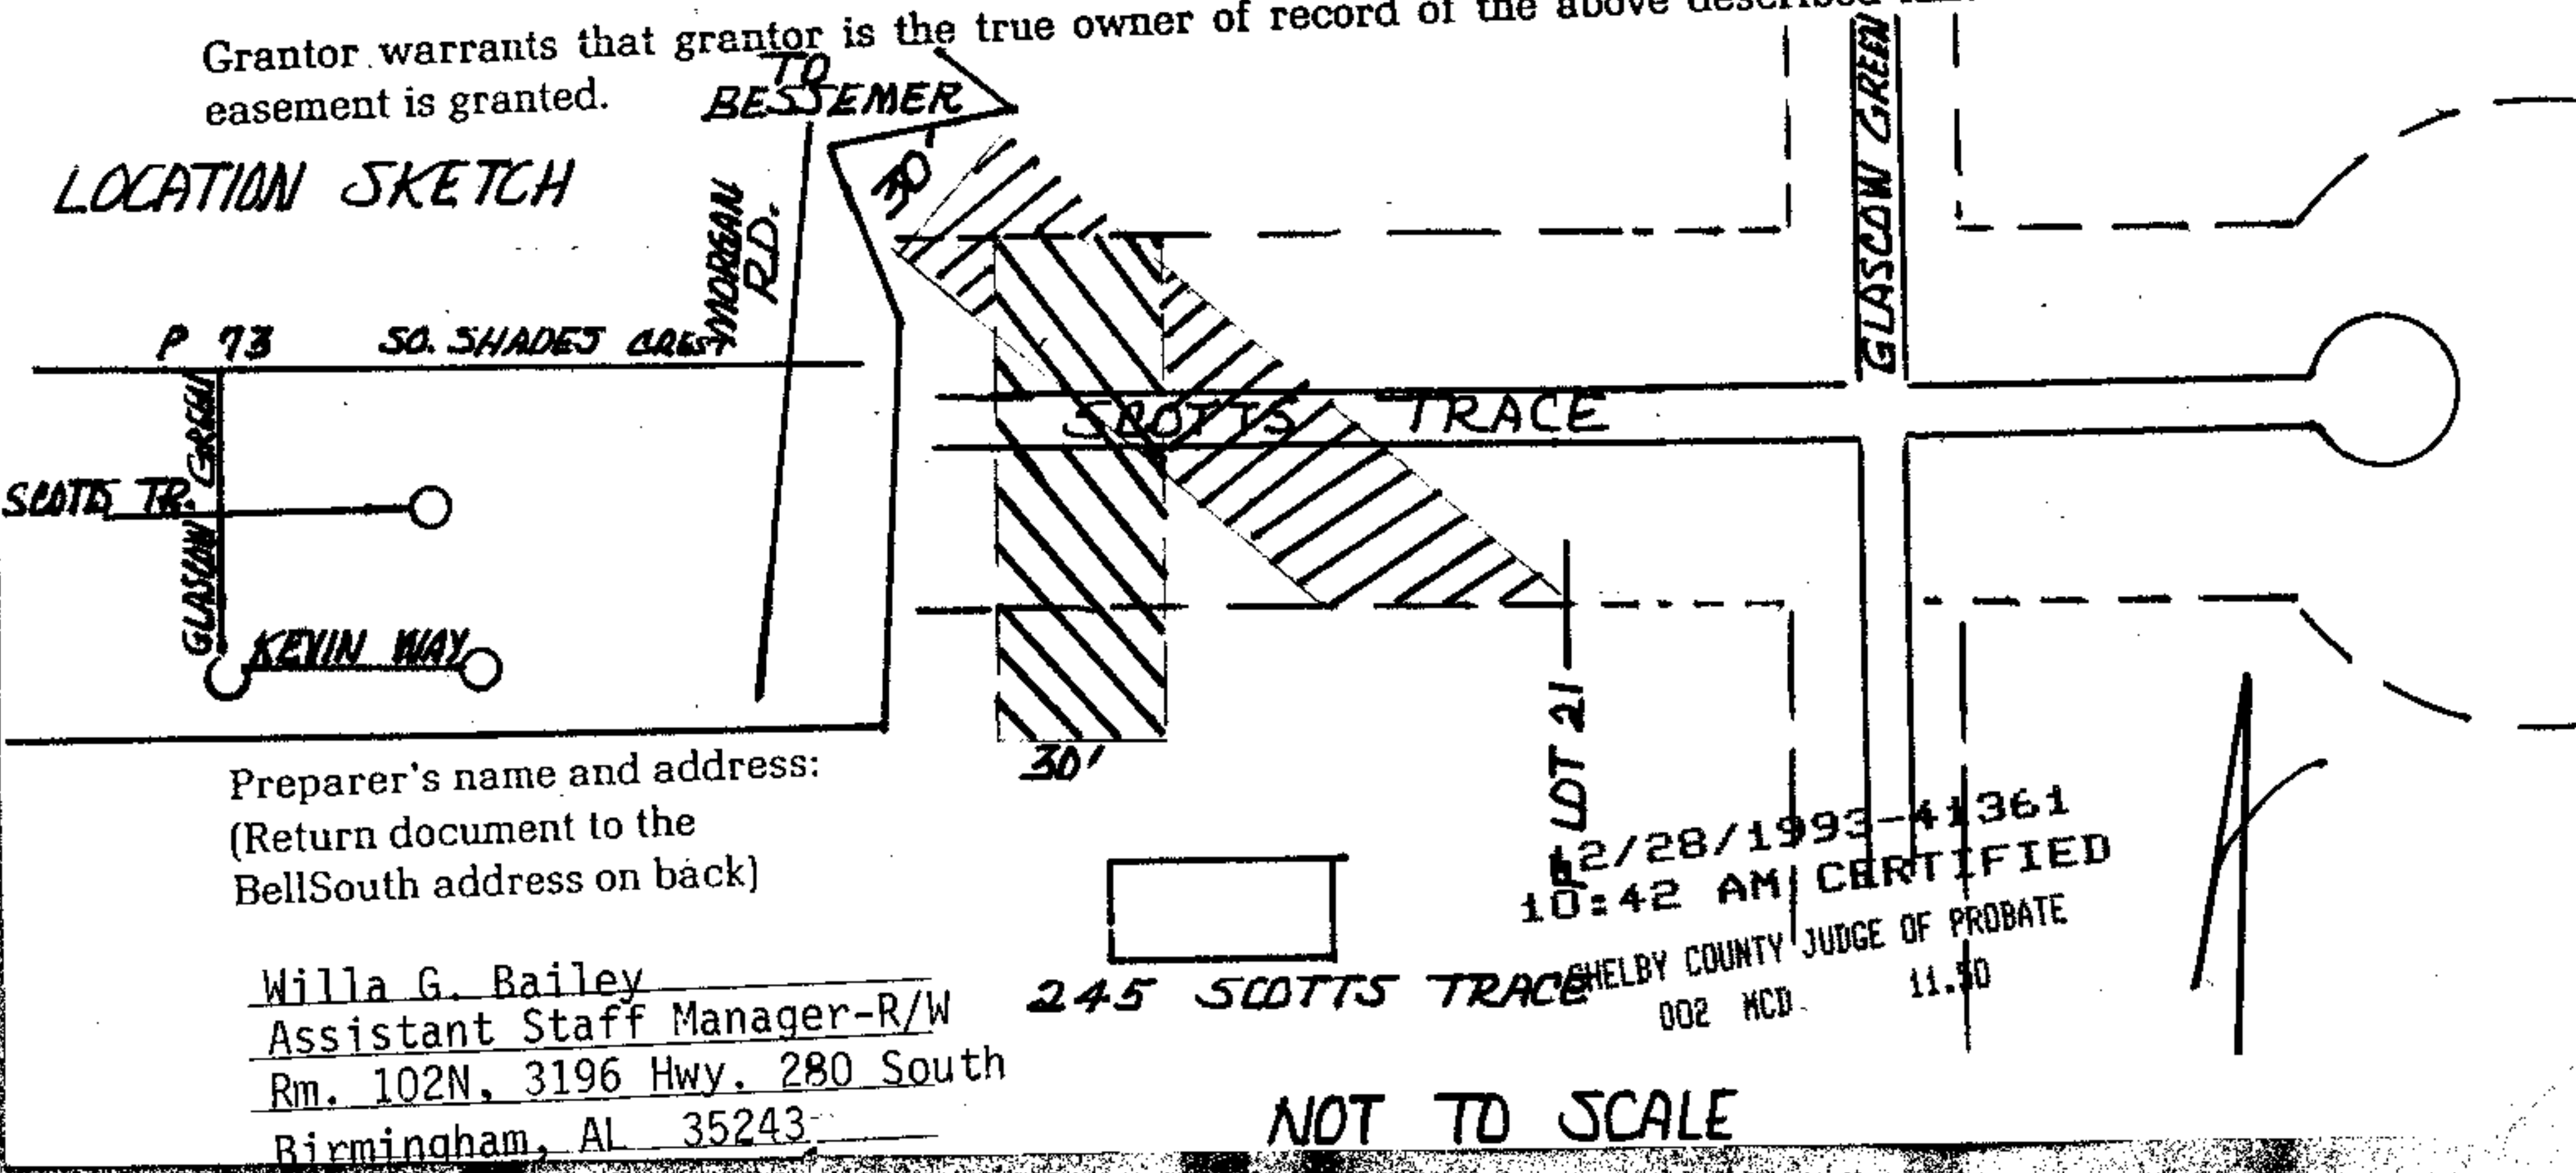 Grantor warrants that grantor is the true owner of record of the above described
easement is granted.
TO
BESSEMER
LOCATION SKETCH
30'
MORGAN
RD.
P 73 SO. SHADES CREST
GLASCOW GREEN
SCOTTS TR.
KEVIN WAY
SCOTTS TRACE
GLASCOW GREEN
30'
LOT 21
Preparer's name and address:
(Return document to the
BellSouth address on back)
Willa G. Bailey
Assistant Staff Manager-R/W
Rm. 102N, 3196 Hwy. 280 South
Birmingham, AL 35243
245 SCOTTS TRACE
12/28/1993-41361
10:42 AM CERTIFIED
SHELBY COUNTY JUDGE OF PROBATE
002 MCD 11.50
NOT TO SCALE